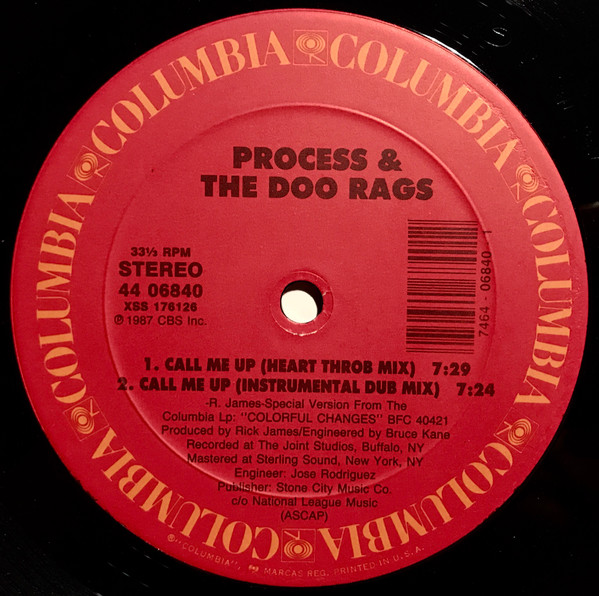 COLUMBIA COLUMBIA COLUMBIA COLUMBIA COLUMBIA COLUMBIA COLUMBIA COLUMBIA
PROCESS &
THE DOO RAGS
33⅓ RPM
STEREO
44 06840
XSS 176126
℗ 1987 CBS Inc.
7464 - 06840 - 1
1. CALL ME UP (HEART THROB MIX) 7:29
2. CALL ME UP (INSTRUMENTAL DUB MIX) 7:24
-R. James-Special Version From The
Columbia Lp: "COLORFUL CHANGES" BFC 40421
Produced by Rick James/Engineered by Bruce Kane
Recorded at The Joint Studios, Buffalo, NY
Mastered at Sterling Sound, New York, NY
Engineer: Jose Rodriguez
Publisher: Stone City Music Co.
c/o National League Music
(ASCAP)
®"COLUMBIA", MARCAS REG. PRINTED IN U.S.A.